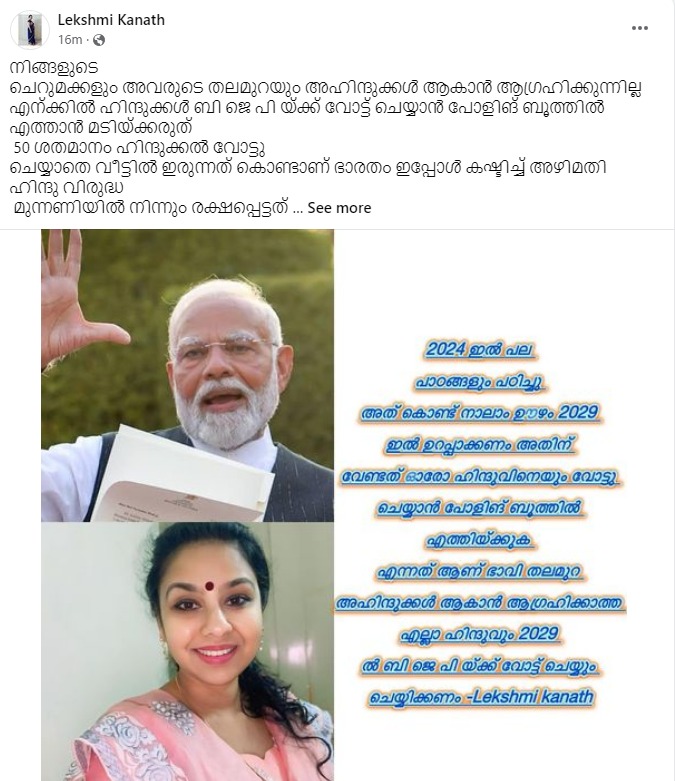 Lekshmi Kanath
16m ·
നിങ്ങളുടെ
ചെറുമക്കളും അവരുടെ തലമുറയും അഹിന്ദുക്കൾ ആകാൻ ആഗ്രഹിക്കുന്നില്ല
എന്ക്കിൽ ഹിന്ദുക്കൾ ബി ജെ പി യ്ക്ക് വോട്ട് ചെയ്യാൻ പോളിങ് ബൂത്തിൽ
എത്താൻ മടിയ്ക്കരുത്
50 ശതമാനം ഹിന്ദുക്കൽ വോട്ടു
ചെയ്യാതെ വീട്ടിൽ ഇരുന്നത് കൊണ്ടാണ് ഭാരതം ഇപ്പോൾ കഷ്ടിച്ച് അഴിമതി
ഹിന്ദു വിരുദ്ധ
മുന്നണിയിൽ നിന്നും രക്ഷപ്പെട്ടത് ... See more
2024 ഇൽ പല
പാഠങ്ങളും പഠിച്ചു
അത് കൊണ്ട് നാലാം ഊഴം 2029
ഇൽ ഉറപ്പാക്കണം അതിന്
വേണ്ടത് ഓരോ ഹിന്ദുവിനെയും വോട്ടു
ചെയ്യാൻ പോളിങ് ബൂത്തിൽ
എത്തിയ്ക്കുക
എന്നത് ആണ് ഭാവി തലമുറ
അഹിന്ദുക്കൾ ആകാൻ ആഗ്രഹിക്കാത്ത
എല്ലാ ഹിന്ദുവും 2029
ൽ ബി ജെ പി യ്ക്ക് വോട്ട് ചെയ്യും
ചെയ്യിക്കണം -Lekshmi kanath